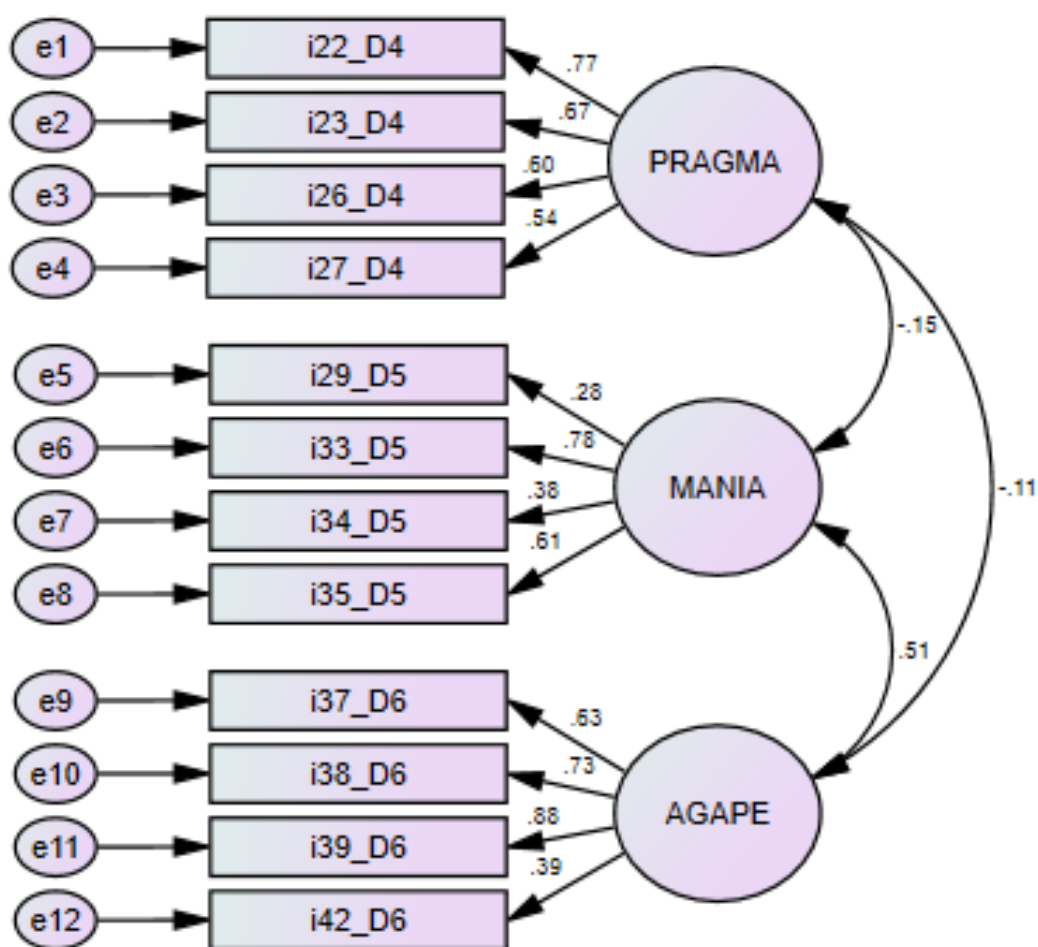 e1 i22_D4 .77
e2 i23_D4 .67 PRAGMA
e3 i26_D4 .60
e4 i27_D4 .54
-.15
e5 i29_D5 .28
e6 i33_D5 .78
e7 i34_D5 .38 MANIA -.11
e8 i35_D5 .61
.51
e9 i37_D6 .63
e10 i38_D6 .73
e11 i39_D6 .88 AGAPE
e12 i42_D6 .39